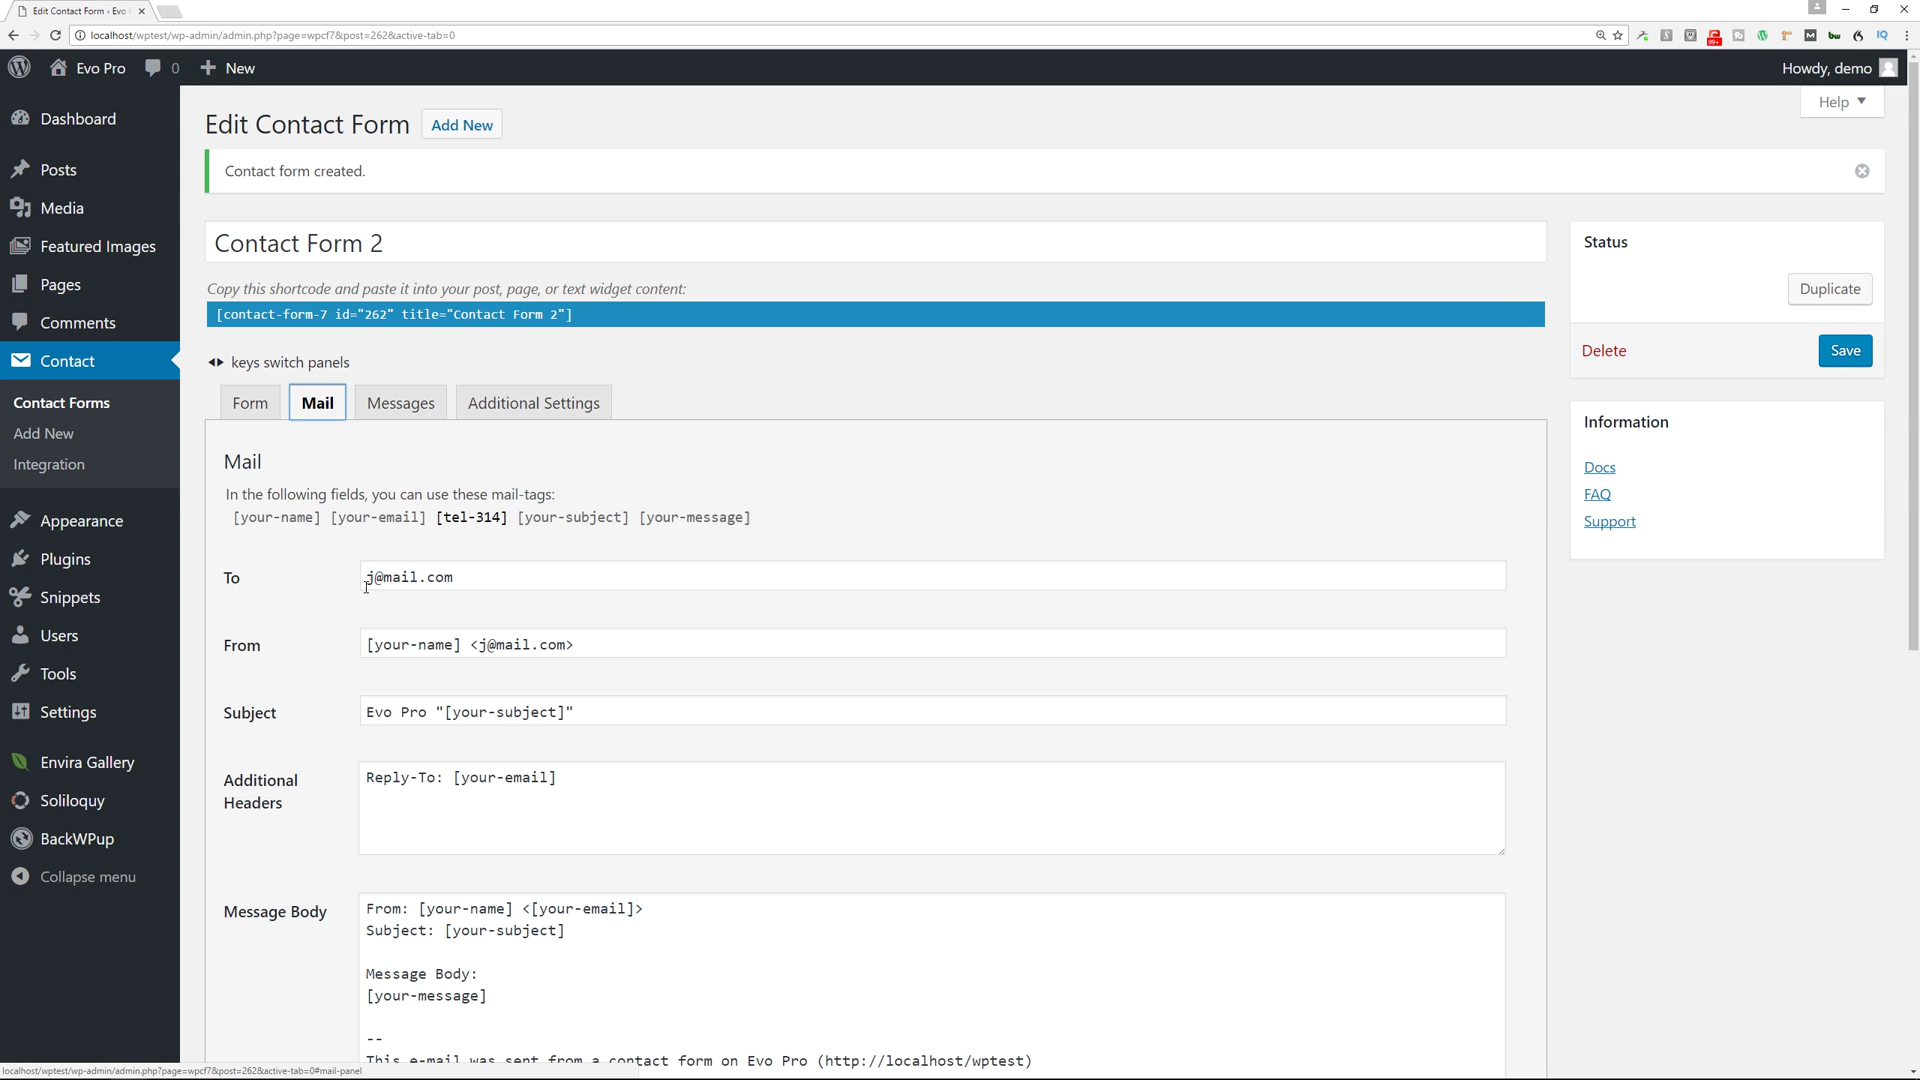 Edit Contact Form ‹ Evo
localhost/wptest/wp-admin/admin.php?page=wpcf7&post=262&active-tab=0
Evo Pro
0
New
Howdy, demo
Help
Dashboard
Posts
Media
Featured Images
Pages
Comments
Contact
Contact Forms
Add New
Integration
Appearance
Plugins
Snippets
Users
Tools
Settings
Envira Gallery
Soliloquy
BackWPup
Collapse menu
Edit Contact Form
Add New
Contact form created.
Contact Form 2
Copy this shortcode and paste it into your post, page, or text widget content:
[contact-form-7 id="262" title="Contact Form 2"]
keys switch panels
Form
Mail
Messages
Additional Settings
Mail
In the following fields, you can use these mail-tags:
[your-name] [your-email] [tel-314] [your-subject] [your-message]
To
j@mail.com
From
[your-name] <j@mail.com>
Subject
Evo Pro "[your-subject]"
Additional
Headers
Reply-To: [your-email]
Message Body
From: [your-name] <[your-email]>
Subject: [your-subject]
Message Body:
[your-message]
--
This e-mail was sent from a contact form on Evo Pro (http://localhost/wptest)
Status
Duplicate
Delete
Save
Information
Docs
FAQ
Support
localhost/wptest/wp-admin/admin.php?page=wpcf7&post=262&active-tab=0#mail-panel